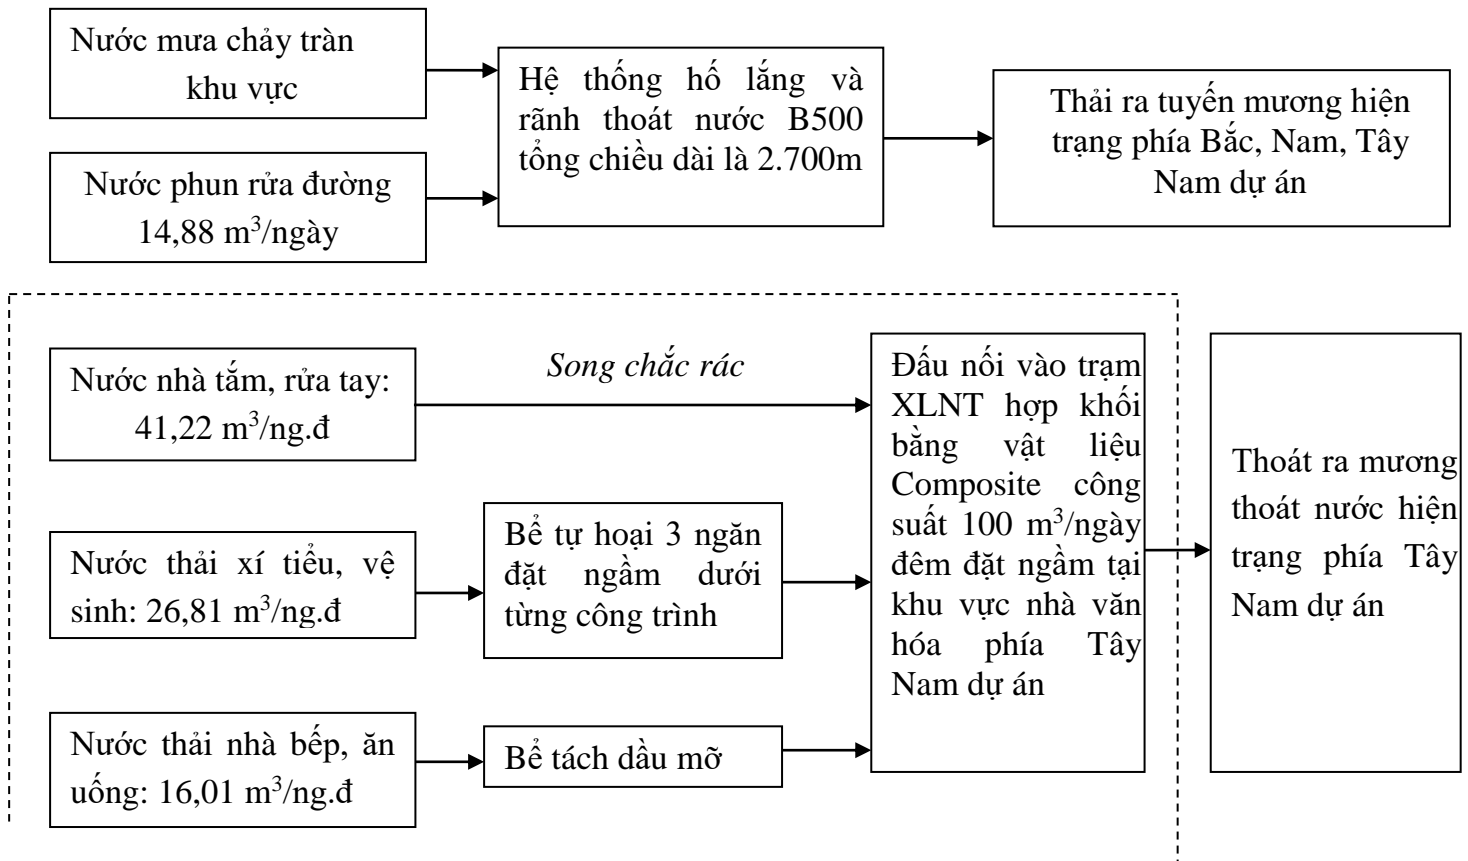 Nước mưa chảy tràn
khu vực
Nước phun rửa đường
14,88 m³/ngày
Hệ thống hố lắng và
rãnh thoát nước B500
tổng chiều dài là 2.700m
Thải ra tuyến mương hiện
trạng phía Bắc, Nam, Tây
Nam dự án
Nước nhà tắm, rửa tay:
41,22 m³/ng.đ
Song chắc rác
Nước thải xí tiểu, vệ
sinh: 26,81 m³/ng.đ
Bể tự hoại 3 ngăn
đặt ngầm dưới
từng công trình
Nước thải nhà bếp, ăn
uống: 16,01 m³/ng.đ
Bể tách dầu mỡ
Đấu nối vào trạm
XLNT hợp khối
bằng vật liệu
Composite công
suất 100 m³/ngày
đêm đặt ngầm tại
khu vực nhà văn
hóa phía Tây
Nam dự án
Thoát ra mương
thoát nước hiện
trạng phía Tây
Nam dự án